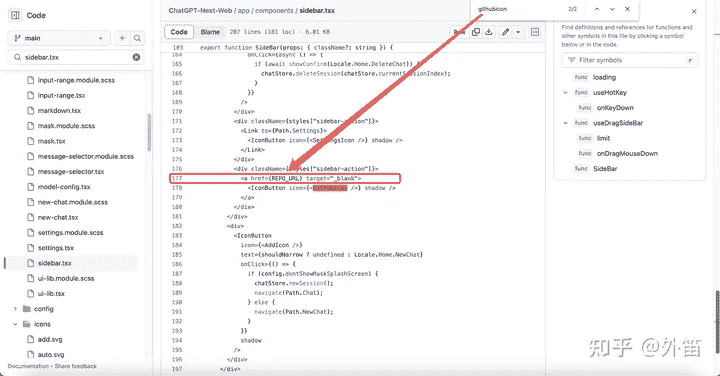 Code
ChatGPT-Next-Web / app / components / sidebar.tsx
githubicon
2/2
main
sidebar.tsx
input-range.module.scss
input-range.tsx
markdown.tsx
mask.module.scss
mask.tsx
message-selector.module.scss
message-selector.tsx
model-config.tsx
new-chat.module.scss
new-chat.tsx
settings.module.scss
settings.tsx
sidebar.tsx
ui-lib.module.scss
ui-lib.tsx
config
icons
add.svg
auto.svg
Documentation • Share feedback
Code
Blame
207 lines (181 loc) · 6.01 KB
Raw
103 export function SideBar(props: { className?: string }) {
164 onClick={async () => {
165 if (await showConfirm(Locale.Home.DeleteChat)) {
166 chatStore.deleteSession(chatStore.currentSessionIndex);
167 }
168 }}
169 />
170 </div>
171 <div className={styles["sidebar-action"]}>
172 <Link to={Path.Settings}>
173 <IconButton icon={<SettingsIcon />} shadow />
174 </Link>
175 </div>
176 <div className={styles["sidebar-action"]}>
177 <a href={REPO_URL} target="_blank">
178 <IconButton icon={<GithubIcon />} shadow />
179 </a>
180 </div>
181 </div>
182 <div>
183 <IconButton
184 icon={<AddIcon />}
185 text={shouldNarrow ? undefined : Locale.Home.NewChat}
186 onClick={() => {
187 if (config.dontShowMaskSplashScreen) {
188 chatStore.newSession();
189 navigate(Path.Chat);
190 } else {
191 navigate(Path.NewChat);
192 }
193 }}
194 shadow
195 />
196 </div>
197 </div>
Find definitions and references for functions and other symbols in this file by clicking a symbol below or in the code.
Filter symbols
r
func loading
func useHotKey
func onKeyDown
func useDragSideBar
func limit
func onDragMouseDown
func SideBar
知乎 @外笛